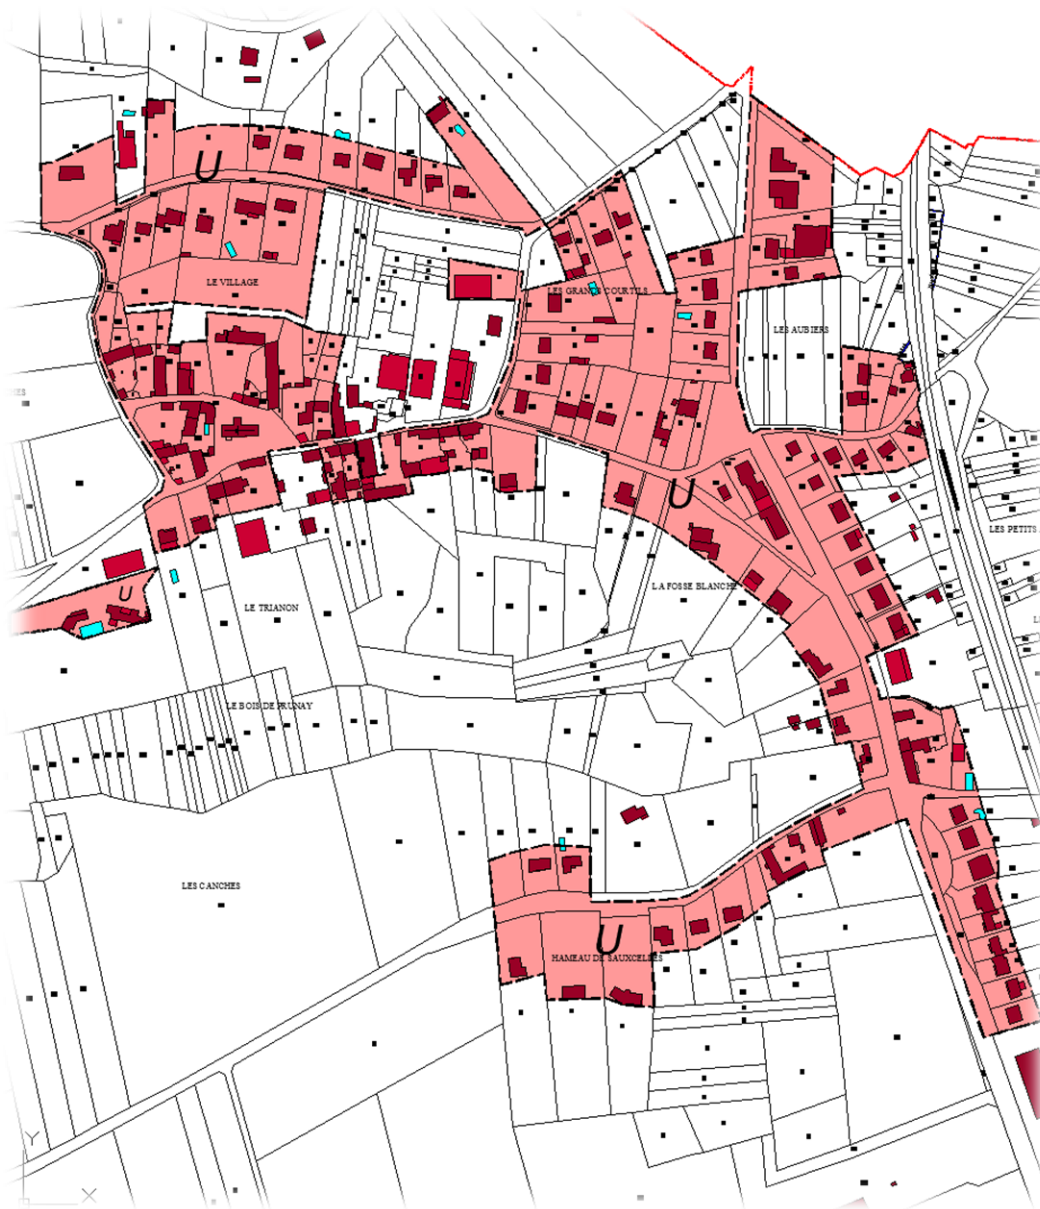 U
LE VILLAGE
LES GRANDS COURTILS
LES AUBIERS
U
LES PETITS
LA FOSSE BLANCHE
U
LE TRIANON
LE BOIS DE PRUNAY
LES CANCHES
U
HAMEAU DE SAUXCELLES
Y
X